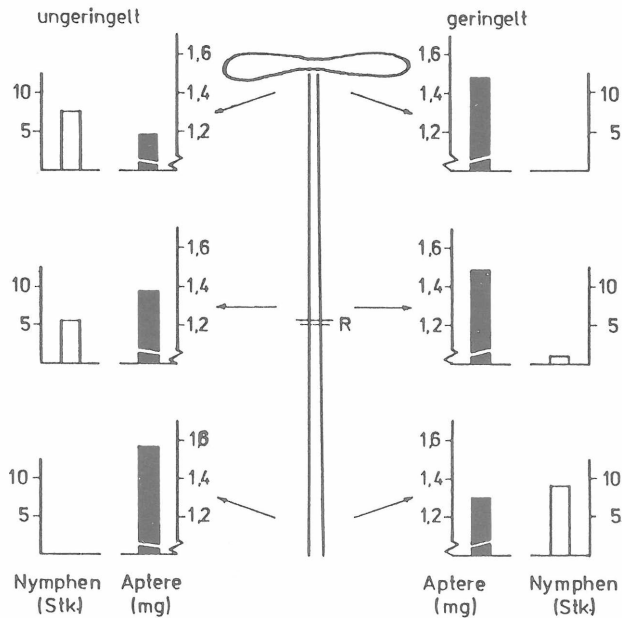 ungeringelt
geringelt
1,6
1,4
1,2
10
5
1,6
1,4
1,2
10
5
1,6
1,4
1,2
10
5
1,6
1,4
1,2
10
5
R
1,6
1,4
1,2
10
5
1,6
1,4
1,2
10
5
Nymphen
(Stk.)
Aptere
(mg)
Aptere
(mg)
Nymphen
(Stk.)